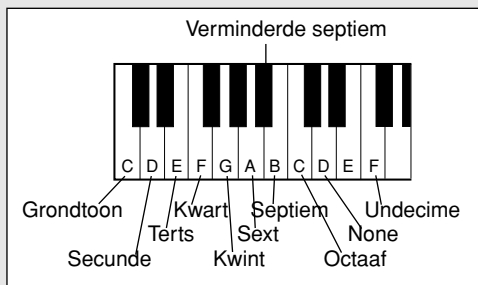 Verminderde septiem
C D E F G A B C D E F
Grondtoon Kwart Septiem Undecime
Terts Sext None
Secunde Kwint Octaaf